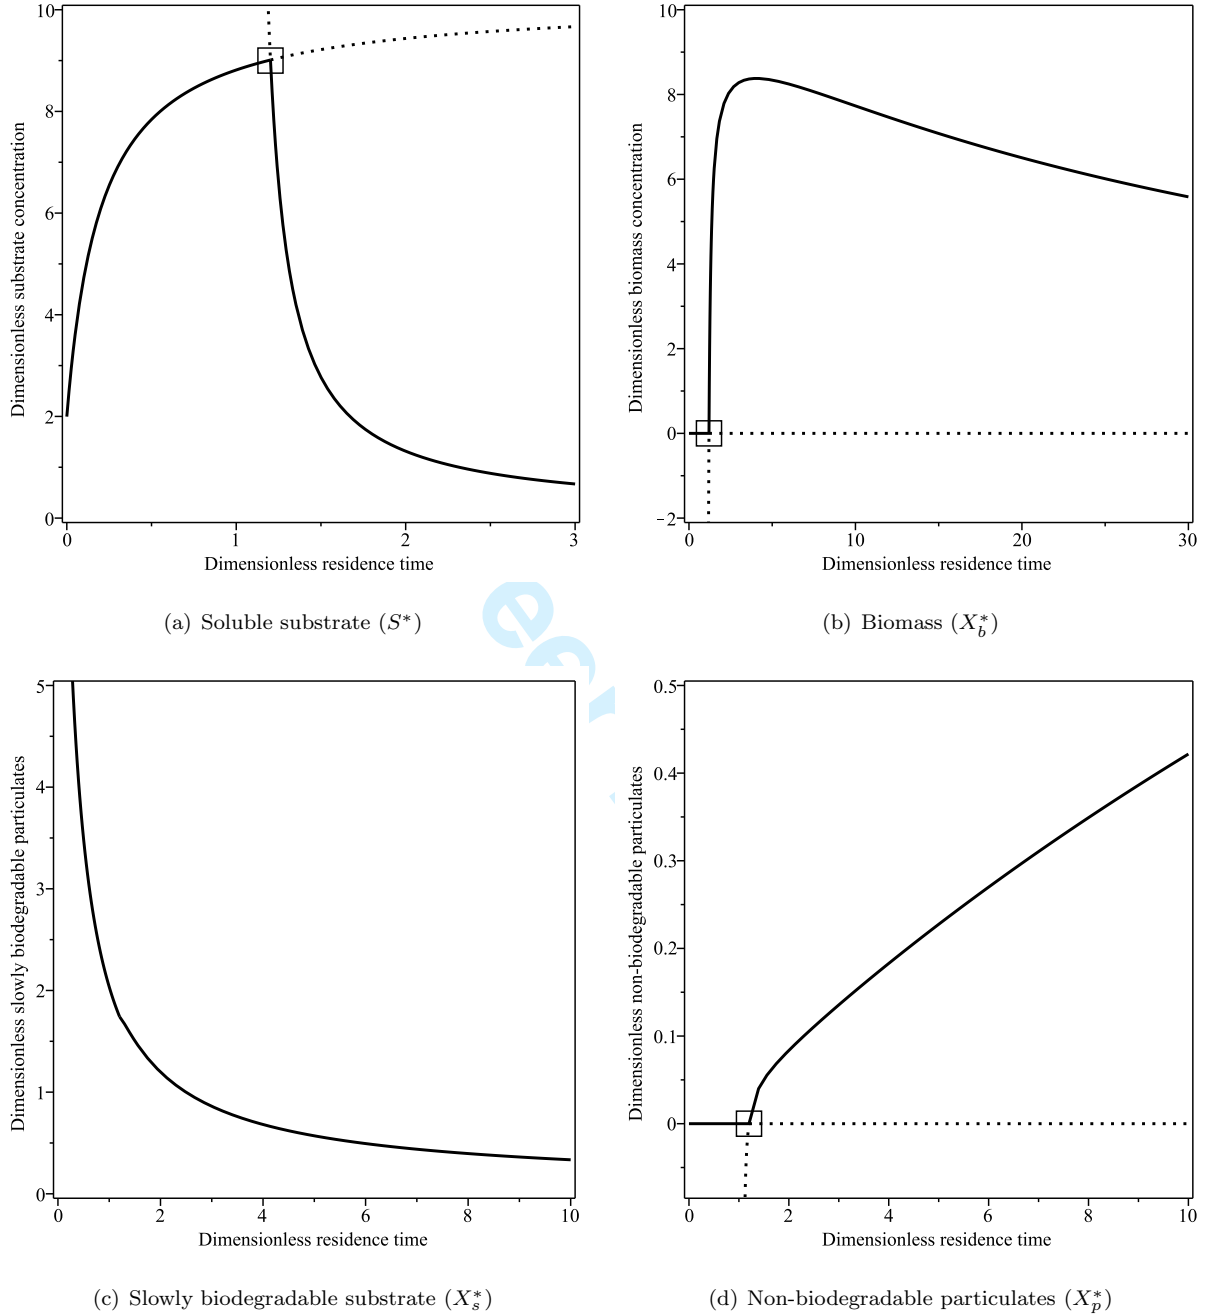 10
8
6
4
2
0
Dimensionless substrate concentration
0 1 2 3
Dimensionless residence time
(a) Soluble substrate (S*)
10
8
6
4
2
0
−2
Dimensionless biomass concentration
0 10 20 30
Dimensionless residence time
(b) Biomass (X_b^*)
5
4
3
2
1
0
Dimensionless slowly biodegradable particulates
0 2 4 6 8 10
Dimensionless residence time
(c) Slowly biodegradable substrate (X_s^*)
0.5
0.4
0.3
0.2
0.1
0
Dimensionless non-biodegradable particulates
0 2 4 6 8 10
Dimensionless residence time
(d) Non-biodegradable particulates (X_p^*)